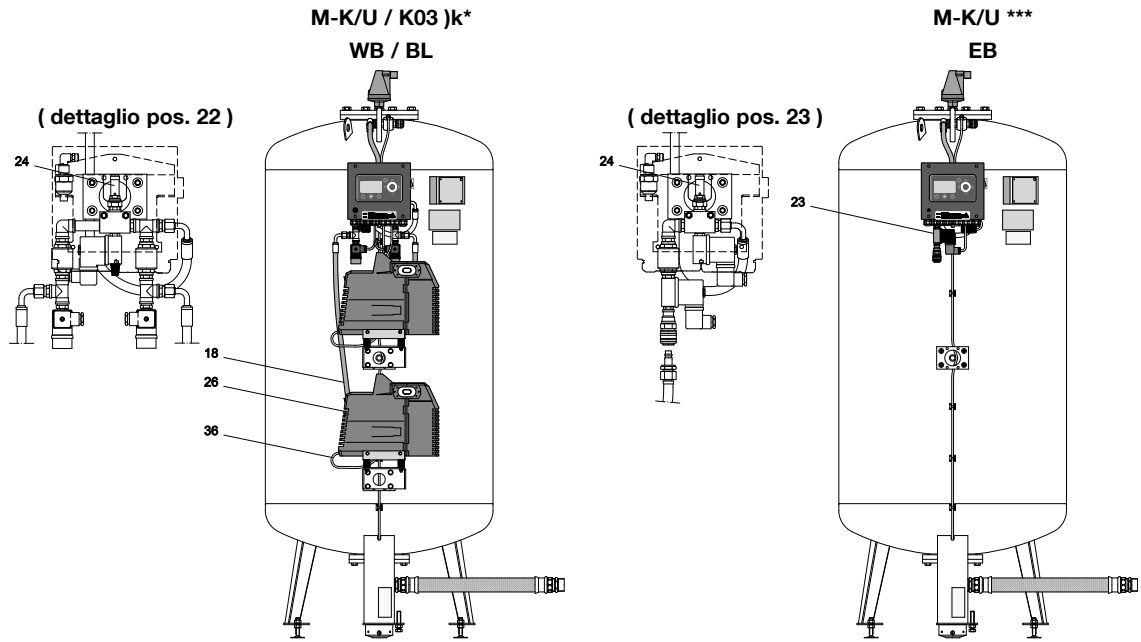 M-K/U / K03 )k*
WB / BL
M-K/U ***
EB
( dettaglio pos. 22 )
( dettaglio pos. 23 )
24
24
23
18
26
36